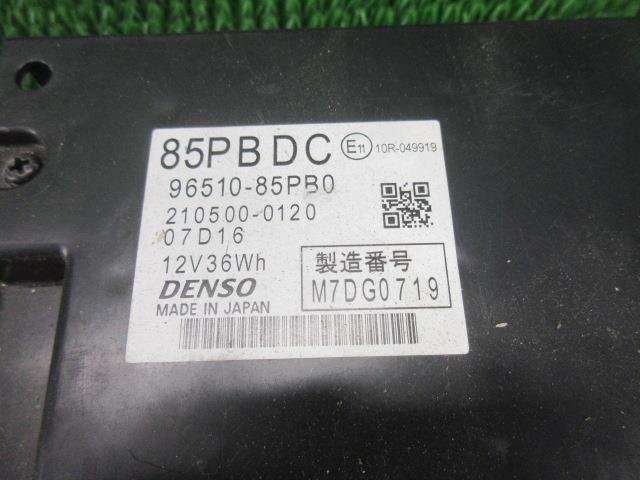 85PBDC E11 10R-049919
96510-85PB0
210500-0120
07D16
12V36Wh
DENSO
MADE IN JAPAN
製造番号
M7DG0719